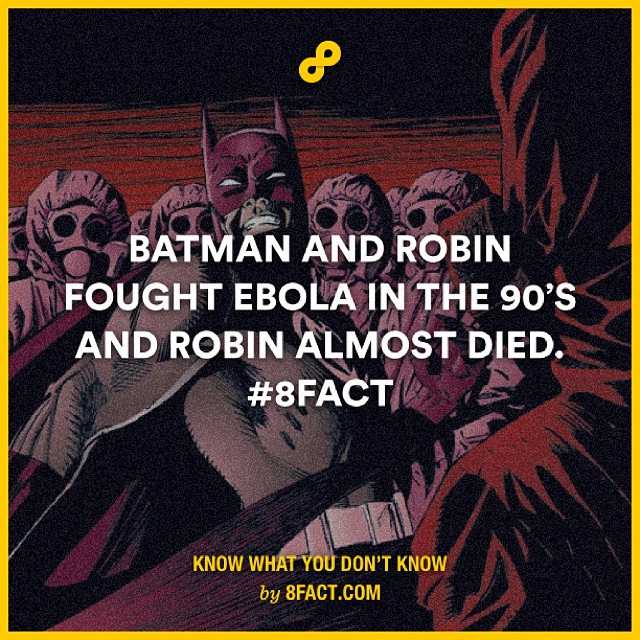 BATMAN AND ROBIN
FOUGHT EBOLA IN THE 90'S
AND ROBIN ALMOST DIED.
#8FACT
KNOW WHAT YOU DON'T KNOW
by 8FACT.COM